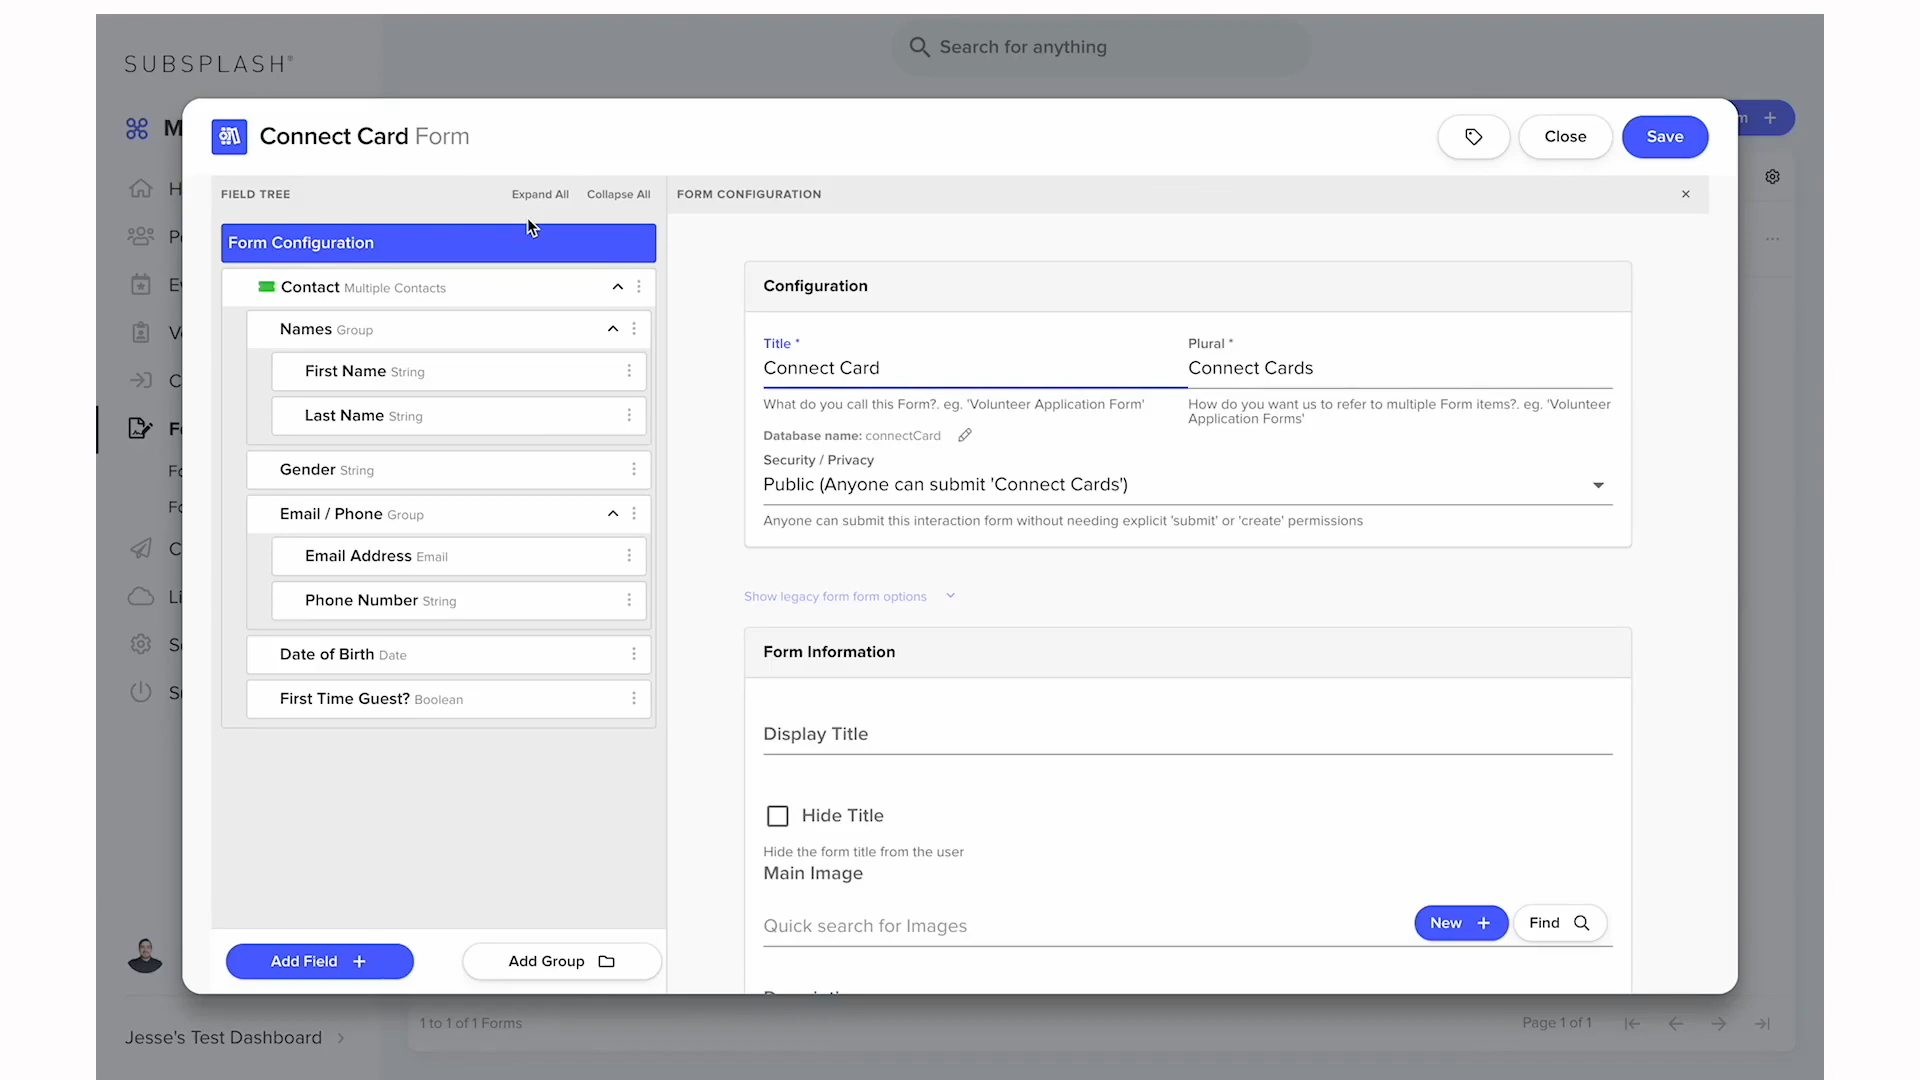 SUBSPLASH®
Search for anything
M
Connect Card Form
Close
Save
m +
FIELD TREE
Expand All
Collapse All
FORM CONFIGURATION
Form Configuration
Contact Multiple Contacts
Names Group
First Name String
Last Name String
Gender String
Email / Phone Group
Email Address Email
Phone Number String
Date of Birth Date
First Time Guest? Boolean
Add Field +
Add Group
Configuration
Title *
Plural *
Connect Card
Connect Cards
What do you call this Form?. eg. 'Volunteer Application Form'
How do you want us to refer to multiple Form items?. eg. 'Volunteer
Application Forms'
Database name: connectCard
Security / Privacy
Public (Anyone can submit 'Connect Cards')
Anyone can submit this interaction form without needing explicit 'submit' or 'create' permissions
Show legacy form form options
Form Information
Display Title
Hide Title
Hide the form title from the user
Main Image
Quick search for Images
New +
Find
Jesse's Test Dashboard
1 to 1 of 1 Forms
Page 1 of 1